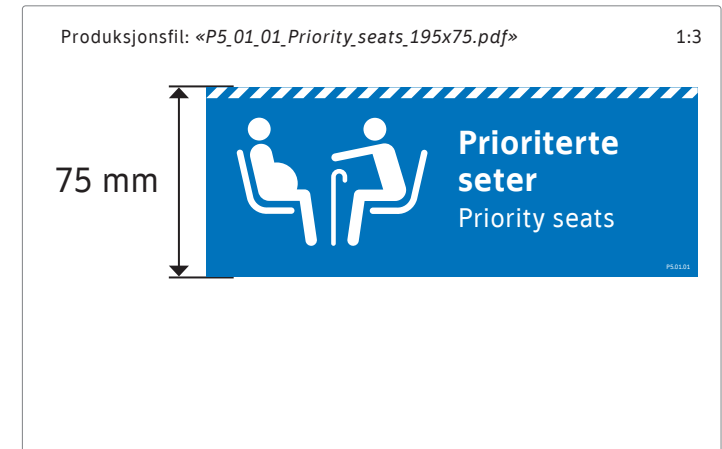 Produksjonsfil: «P5_01_01_Priority_seats_195x75.pdf» 1:3
75 mm
Prioriterte
seter
Priority seats
P5.01.01